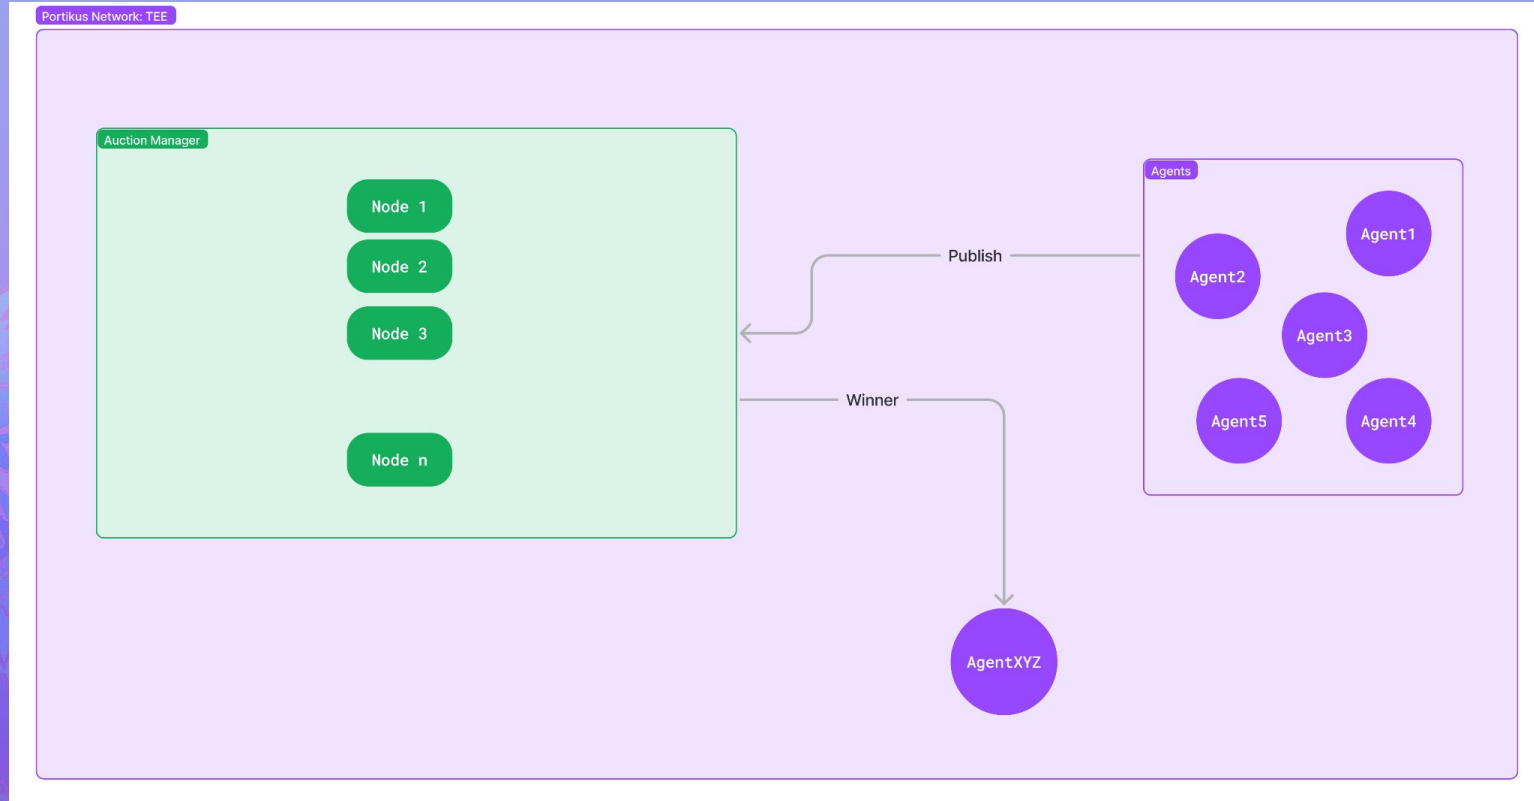 Portikus Network: TEE
Auction Manager
Node 1
Node 2
Node 3
Node n
Publish
Winner
Agents
Agent1
Agent2
Agent3
Agent5
Agent4
AgentXYZ